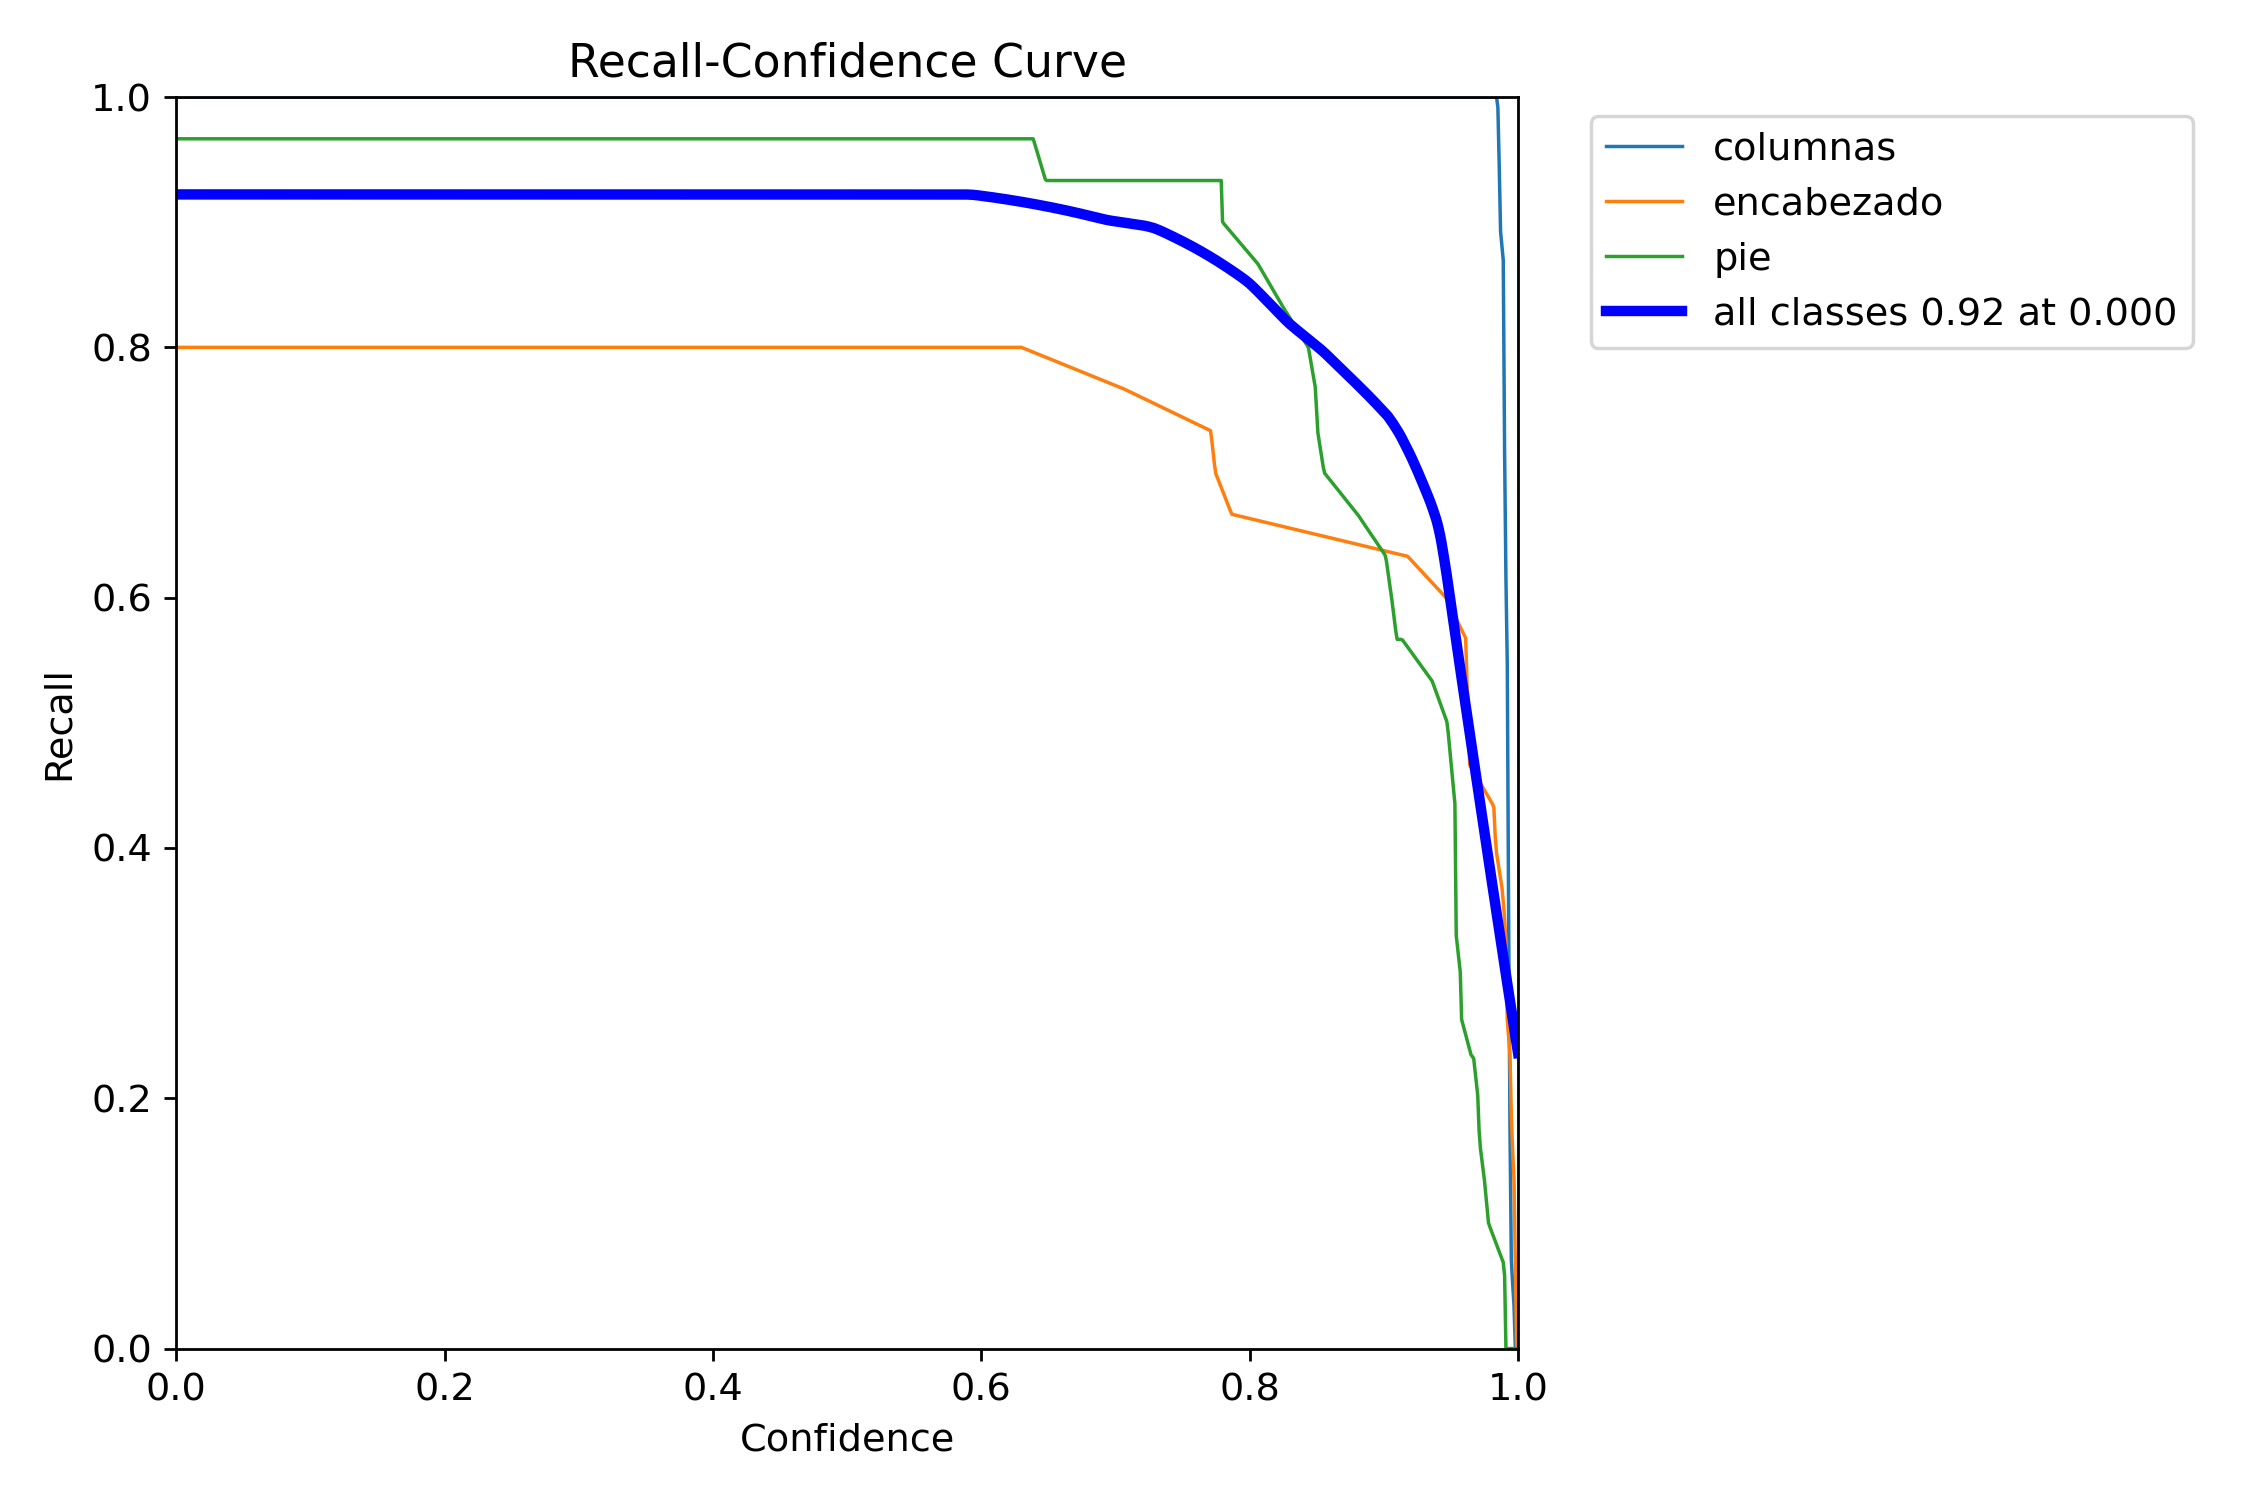 Recall-Confidence Curve
1.0
0.8
0.6
0.4
0.2
0.0
Recall
0.0 0.2 0.4 0.6 0.8 1.0
Confidence
columnas
encabezado
pie
all classes 0.92 at 0.000